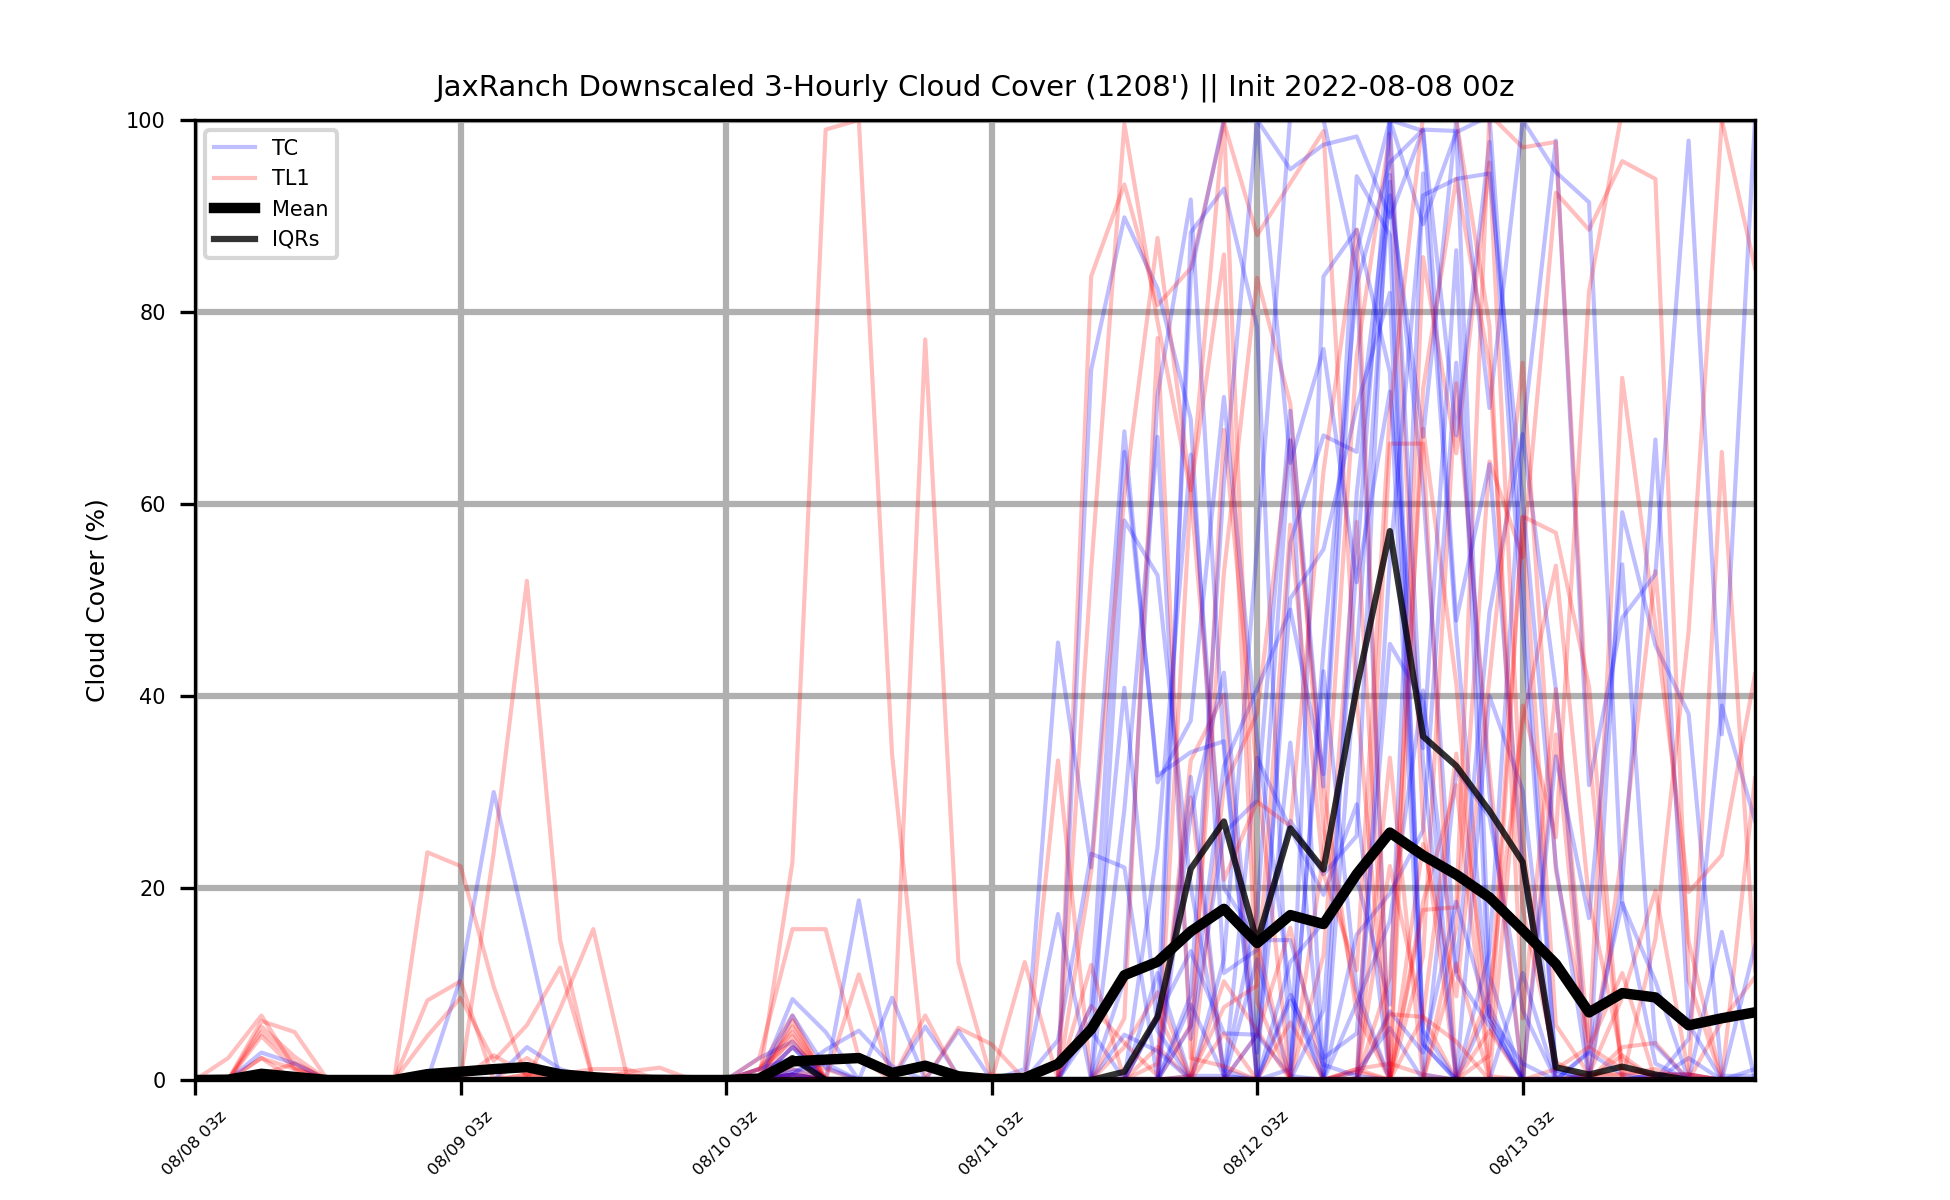 JaxRanch Downscaled 3-Hourly Cloud Cover (1208') || Init 2022-08-08 00z
100
80
60
40
20
0
Cloud Cover (%)
TC
TL1
Mean
IQRs
08/08 03z
08/09 03z
08/10 03z
08/11 03z
08/12 03z
08/13 03z